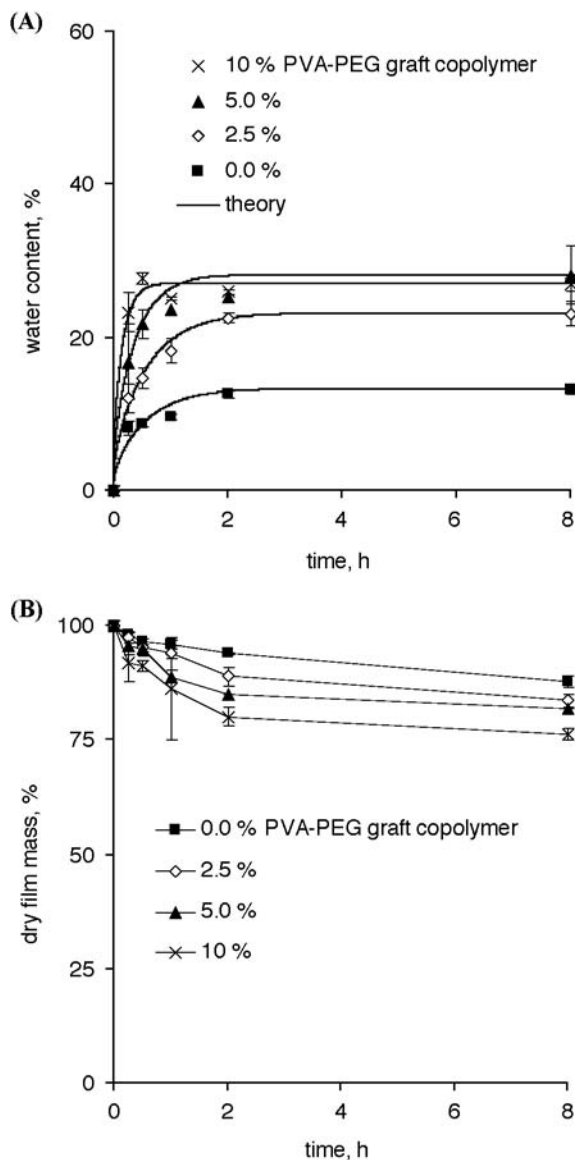 (A)
60
40
20
0
water content, %
× 10 % PVA-PEG graft copolymer
▲ 5.0 %
◇ 2.5 %
■ 0.0 %
— theory
0 2 4 6 8
time, h
(B)
100
75
50
25
0
dry film mass, %
0.0 % PVA-PEG graft copolymer
2.5 %
5.0 %
10 %
0 2 4 6 8
time, h